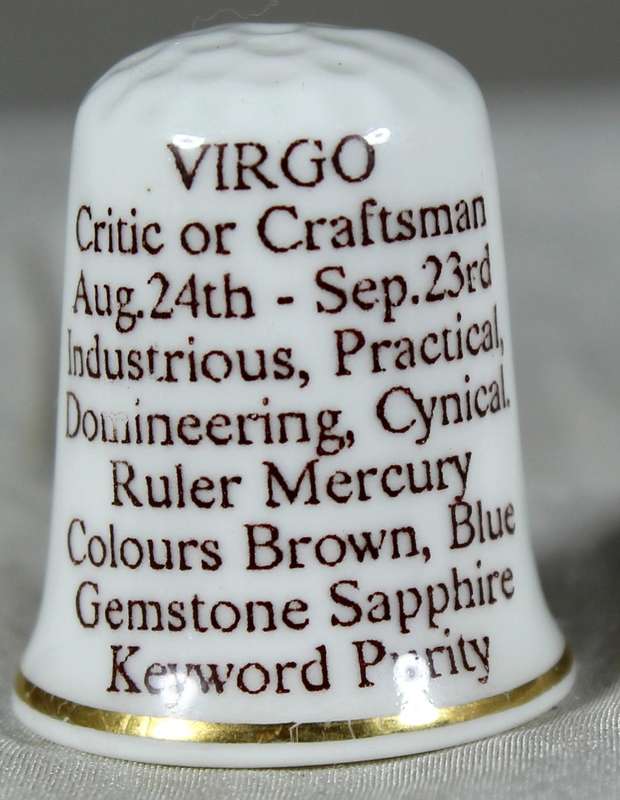 VIRGO
Critic or Craftsman
Aug.24th - Sep.23rd
Industrious, Practical,
Domineering, Cynical.
Ruler Mercury
Colours Brown, Blue
Gemstone Sapphire
Keyword Purity